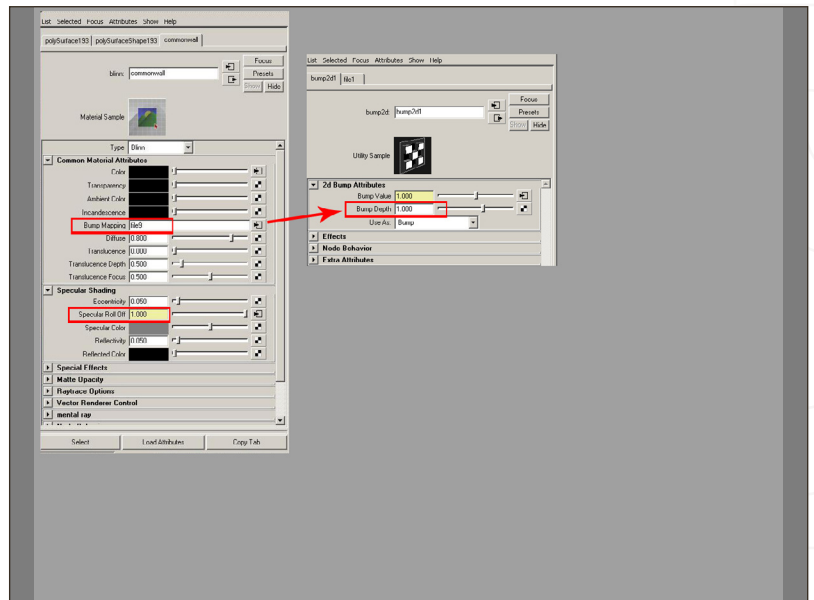 List Selected Focus Attributes Show Help
polySurface193 polySurfaceShape193 commonwall
blinn: commonwall
Focus
Presets
Show Hide
Material Sample
Type Blinn
Common Material Attributes
Color
Transparency
Ambient Color
Incandescence
Bump Mapping file9
Diffuse 0.800
Translucence 0.000
Translucence Depth 0.500
Translucence Focus 0.500
Specular Shading
Eccentricity 0.050
Specular Roll Off 1.000
Specular Color
Reflectivity 0.050
Reflected Color
Special Effects
Matte Opacity
Raytrace Options
Vector Renderer Control
mental ray
Select Load Attributes Copy Tab
List Selected Focus Attributes Show Help
bump2d1 file1
bump2d: bump2d1
Focus
Presets
Show Hide
Utility Sample
2d Bump Attributes
Bump Value 1.000
Bump Depth 1.000
Use As: Bump
Effects
Node Behavior
Extra Attributes